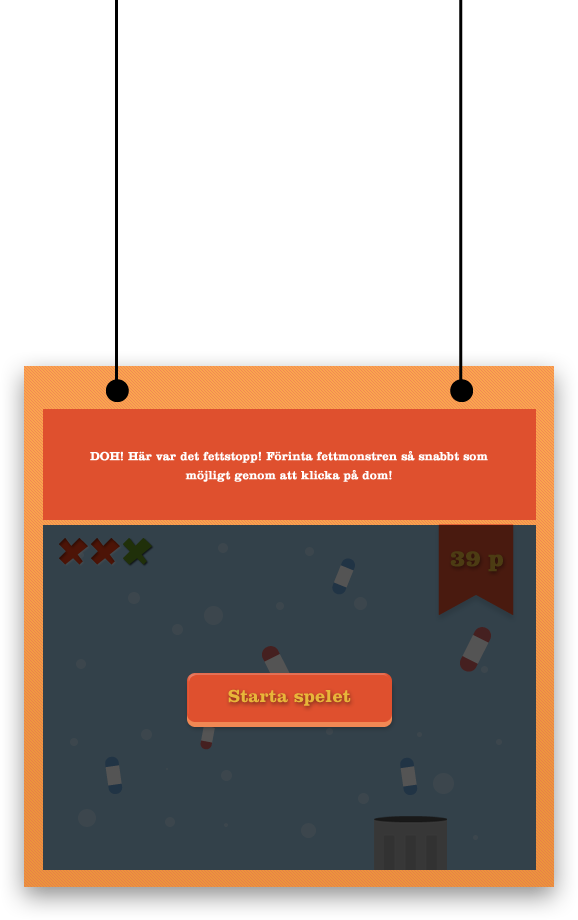 DOH! Här var det fettstopp! Förinta fettmonstren så snabbt som
möjligt genom att klicka på dom!
39 p
Starta spelet